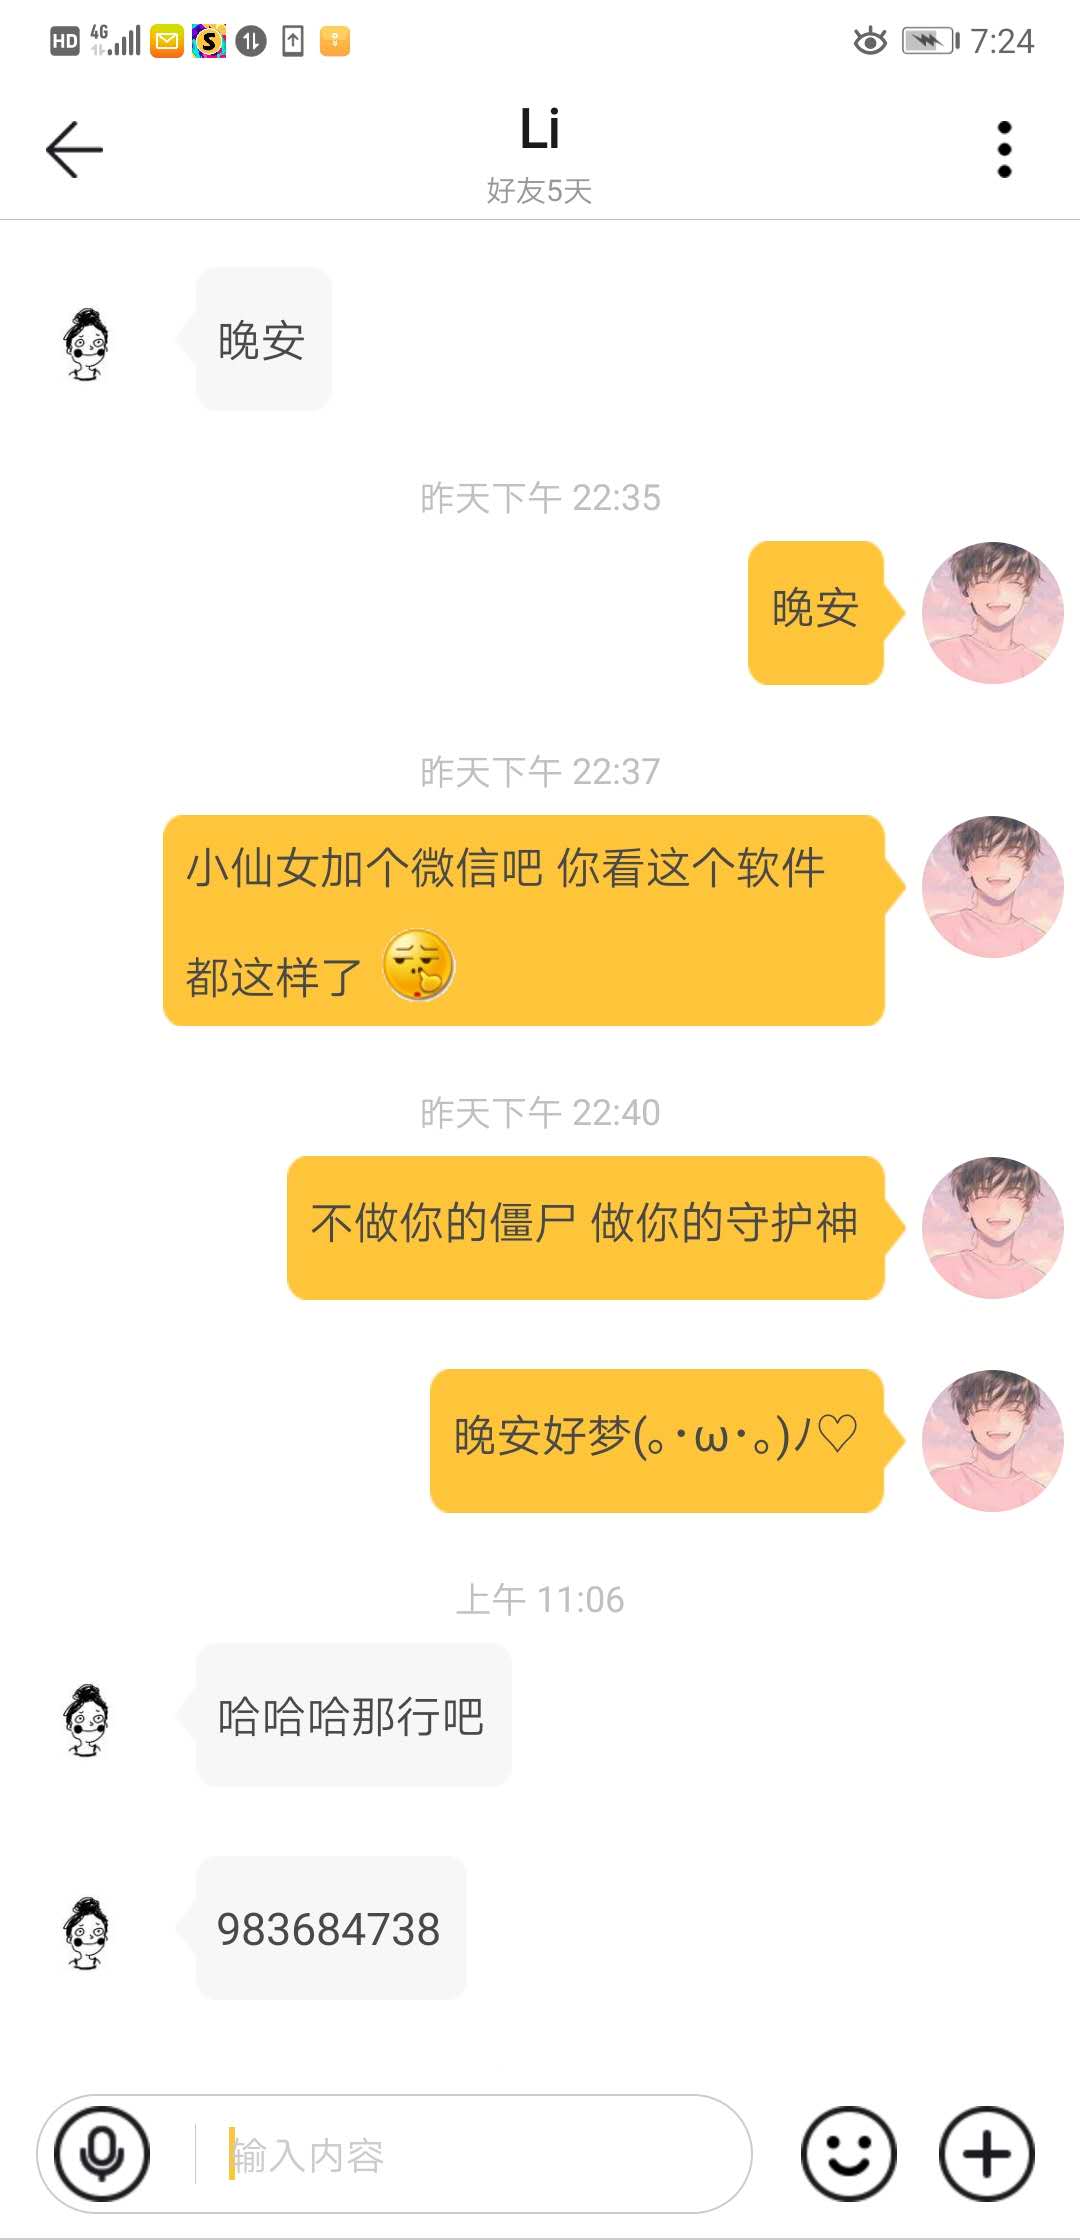 HD 4G 7:24
Li
好友5天
晚安
昨天下午 22:35
晚安
昨天下午 22:37
小仙女加个微信吧 你看这个软件
都这样了
昨天下午 22:40
不做你的僵尸 做你的守护神
晚安好梦(｡･ω･｡)ﾉ♡
上午 11:06
哈哈哈那行吧
983684738
输入内容